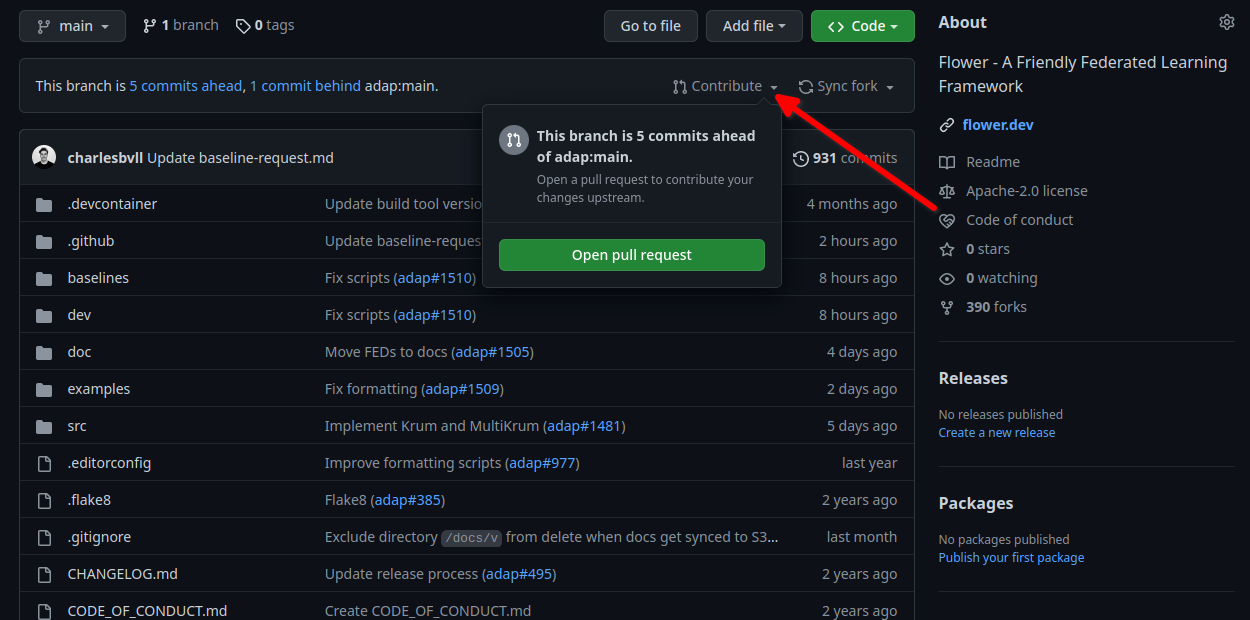 main 1 branch 0 tags Go to file Add file Code
This branch is 5 commits ahead, 1 commit behind adap:main. Contribute Sync fork
This branch is 5 commits ahead
of adap:main.
Open a pull request to contribute your
changes upstream.
Open pull request
charlesbvll Update baseline-request.md 931 commits
.devcontainer Update build tool versio 4 months ago
.github Update baseline-reques 2 hours ago
baselines Fix scripts (adap#1510) 8 hours ago
dev Fix scripts (adap#1510) 8 hours ago
doc Move FEDs to docs (adap#1505) 4 days ago
examples Fix formatting (adap#1509) 2 days ago
src Implement Krum and MultiKrum (adap#1481) 5 days ago
.editorconfig Improve formatting scripts (adap#977) last year
.flake8 Flake8 (adap#385) 2 years ago
.gitignore Exclude directory /docs/v from delete when docs get synced to S3... last month
CHANGELOG.md Update release process (adap#495) 2 years ago
CODE_OF_CONDUCT.md Create CODE_OF_CONDUCT.md 2 years ago
About
Flower - A Friendly Federated Learning
Framework
flower.dev
Readme
Apache-2.0 license
Code of conduct
0 stars
0 watching
390 forks
Releases
No releases published
Create a new release
Packages
No packages published
Publish your first package